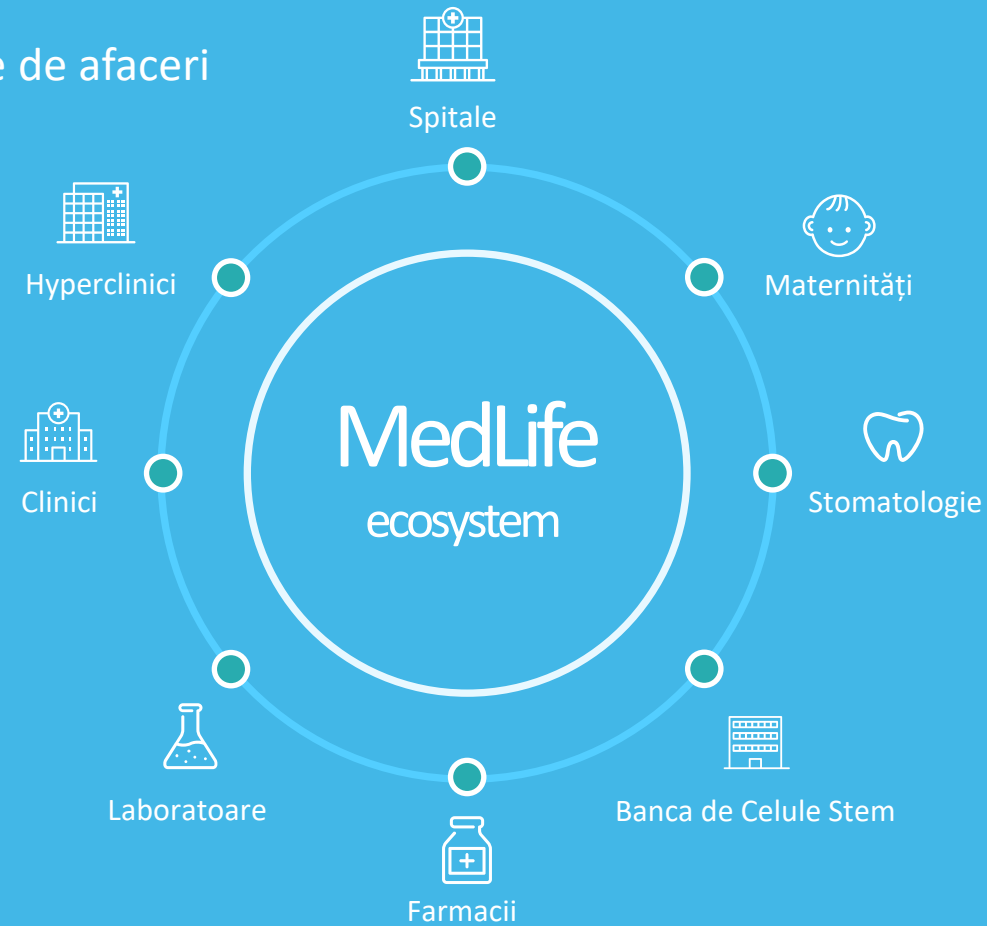 de afaceri
Spitale
Hyperclinici
Maternități
MedLife
ecosystem
Clinici
Stomatologie
Laboratoare
Banca de Celule Stem
Farmacii